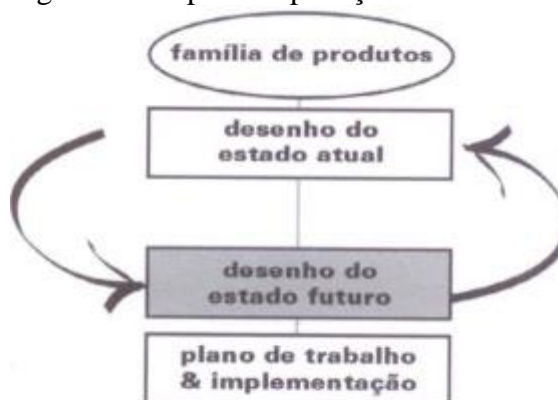 família de produtos
desenho do
estado atual
desenho do
estado futuro
plano de trabalho
& implementação